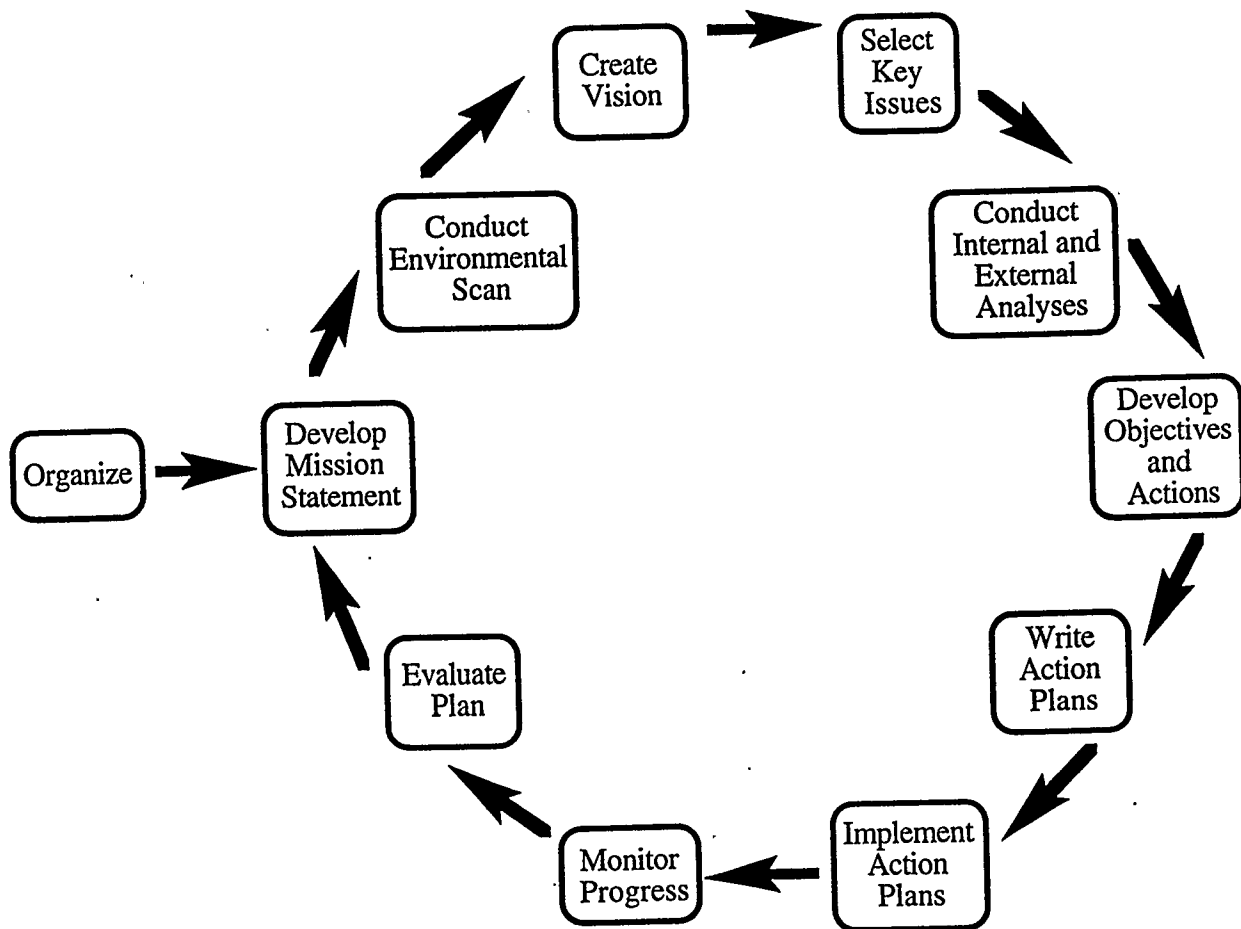 Organize
Develop
Mission
Statement
Conduct
Environmental
Scan
Create
Vision
Select
Key
Issues
Conduct
Internal and
External
Analyses
Develop
Objectives
and
Actions
Write
Action
Plans
Implement
Action
Plans
Monitor
Progress
Evaluate
Plan